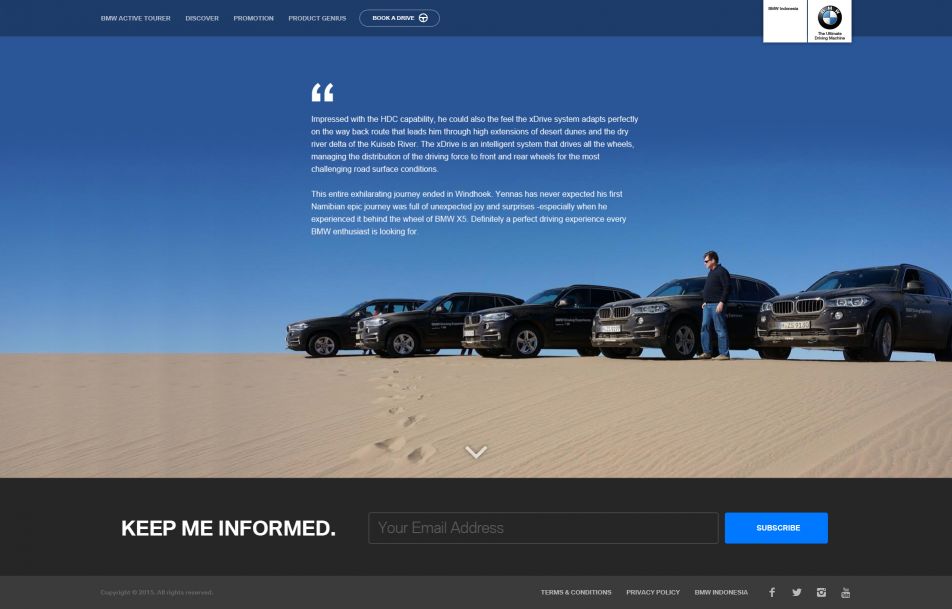 BMW ACTIVE TOURER DISCOVER PROMOTION PRODUCT GENIUS BOOK A DRIVE
BMW Indonesia
The Ultimate
Driving Machine
“
Impressed with the HDC capability, he could also the feel the xDrive system adapts perfectly
on the way back route that leads him through high extensions of desert dunes and the dry
river delta of the Kuiseb River. The xDrive is an intelligent system that drives all the wheels,
managing the distribution of the driving force to front and rear wheels for the most
challenging road surface conditions.
This entire exhilarating journey ended in Windhoek. Yennas has never expected his first
Namibian epic journey was full of unexpected joy and surprises -especially when he
experienced it behind the wheel of BMW X5. Definitely a perfect driving experience every
BMW enthusiast is looking for.
KEEP ME INFORMED.
Your Email Address
SUBSCRIBE
Copyright © 2015. All rights reserved.
TERMS & CONDITIONS PRIVACY POLICY BMW INDONESIA